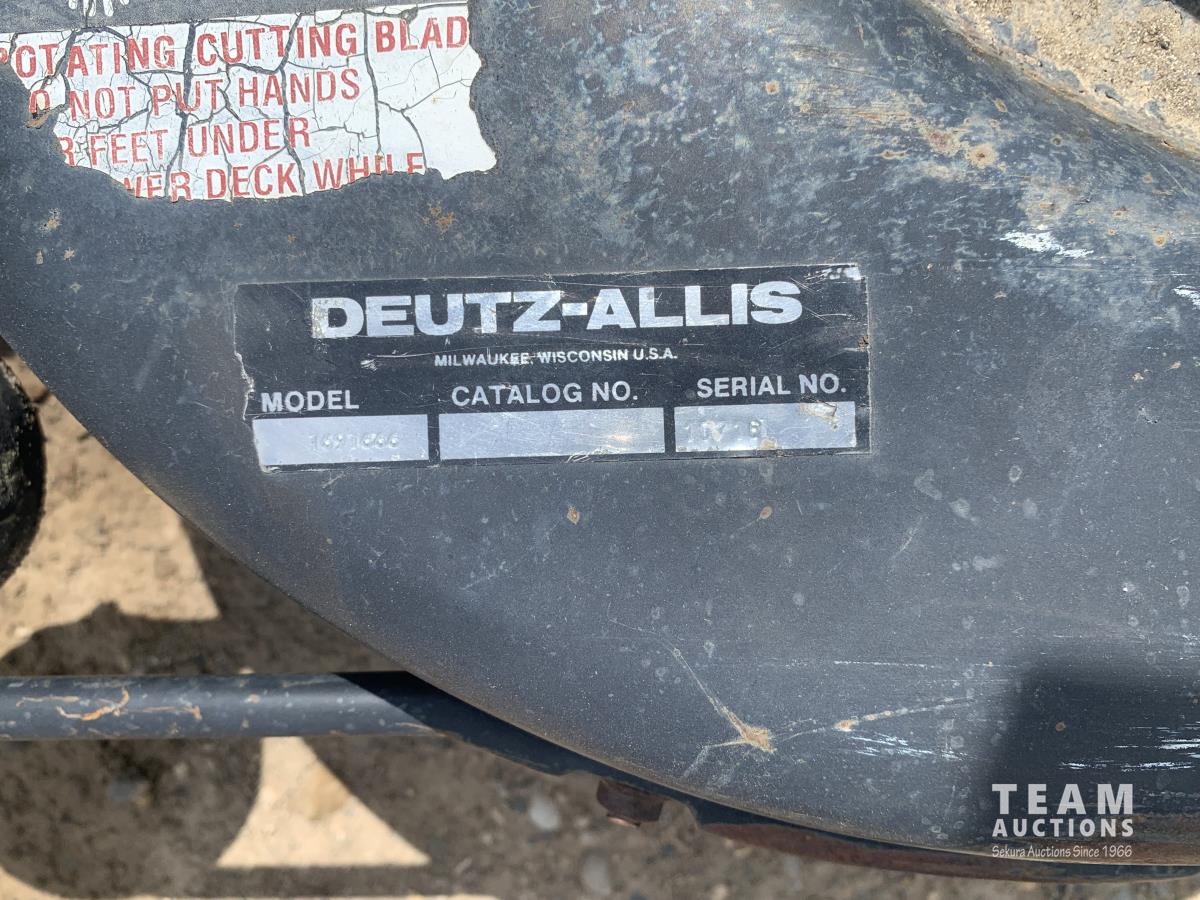 ROTATING CUTTING BLAD
O NOT PUT HANDS
R FEET UNDER
WER DECK WHILE
DEUTZ-ALLIS
MILWAUKEE, WISCONSIN U.S.A.
MODEL CATALOG NO. SERIAL NO.
TEAM
AUCTIONS
Sekura Auctions Since 1966